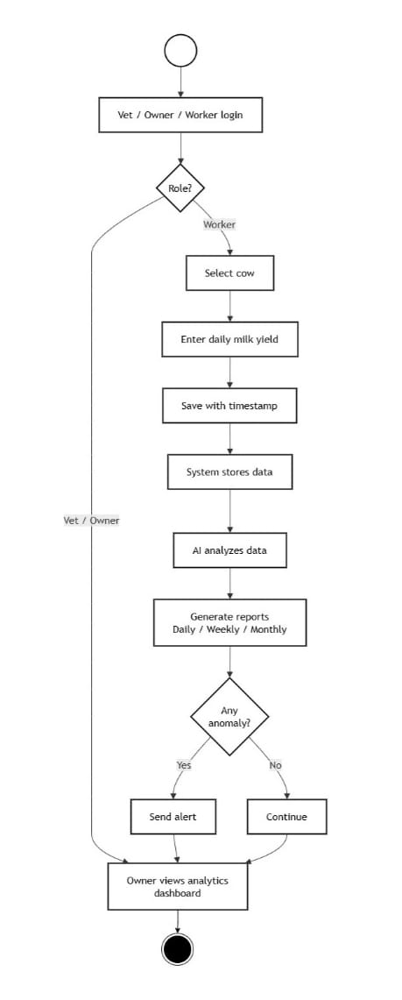 Vet / Owner / Worker login
Role?
Worker
Select cow
Enter daily milk yield
Save with timestamp
System stores data
Vet / Owner
AI analyzes data
Generate reports
Daily / Weekly / Monthly
Any
anomaly?
Yes
No
Send alert
Continue
Owner views analytics
dashboard